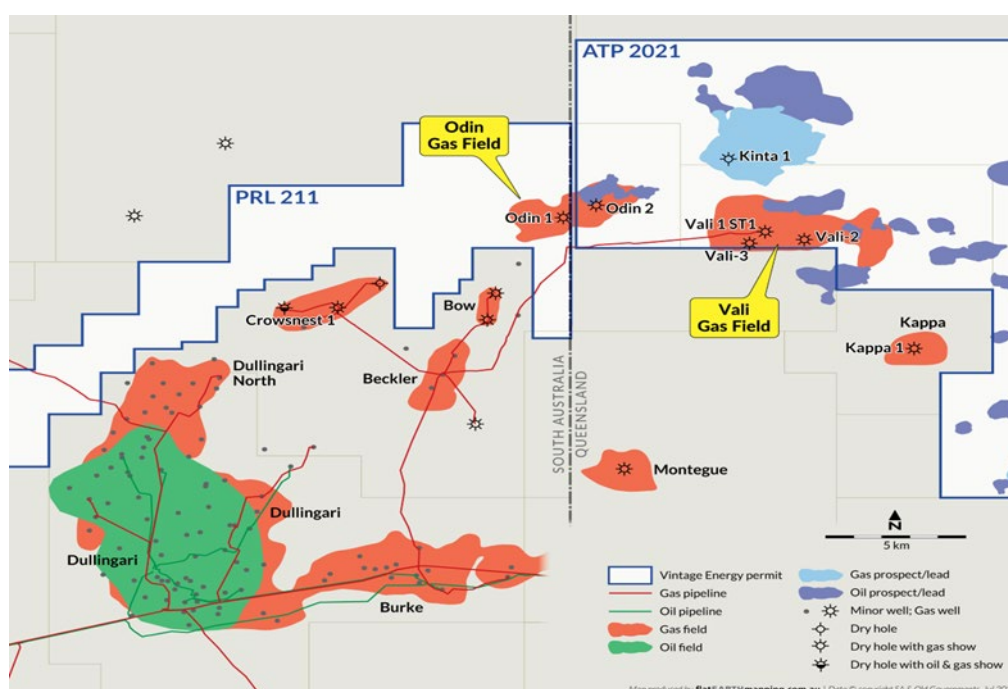 ATP 2021
Odin
Gas Field
Kinta 1
PRL 211
Odin 1
Odin 2
Vali 1 ST1
Vali-2
Vali-3
Vali
Gas Field
Crowsnest 1
Bow
Kappa
Kappa 1
Dullingari
North
Beckler
SOUTH AUSTRALIA
QUEENSLAND
Montegue
Dullingari
Dullingari
Burke
N
5 km
Vintage Energy permit
Gas pipeline
Oil pipeline
Gas field
Oil field
Gas prospect/lead
Oil prospect/lead
Minor well; Gas well
Dry hole
Dry hole with gas show
Dry hole with oil & gas show